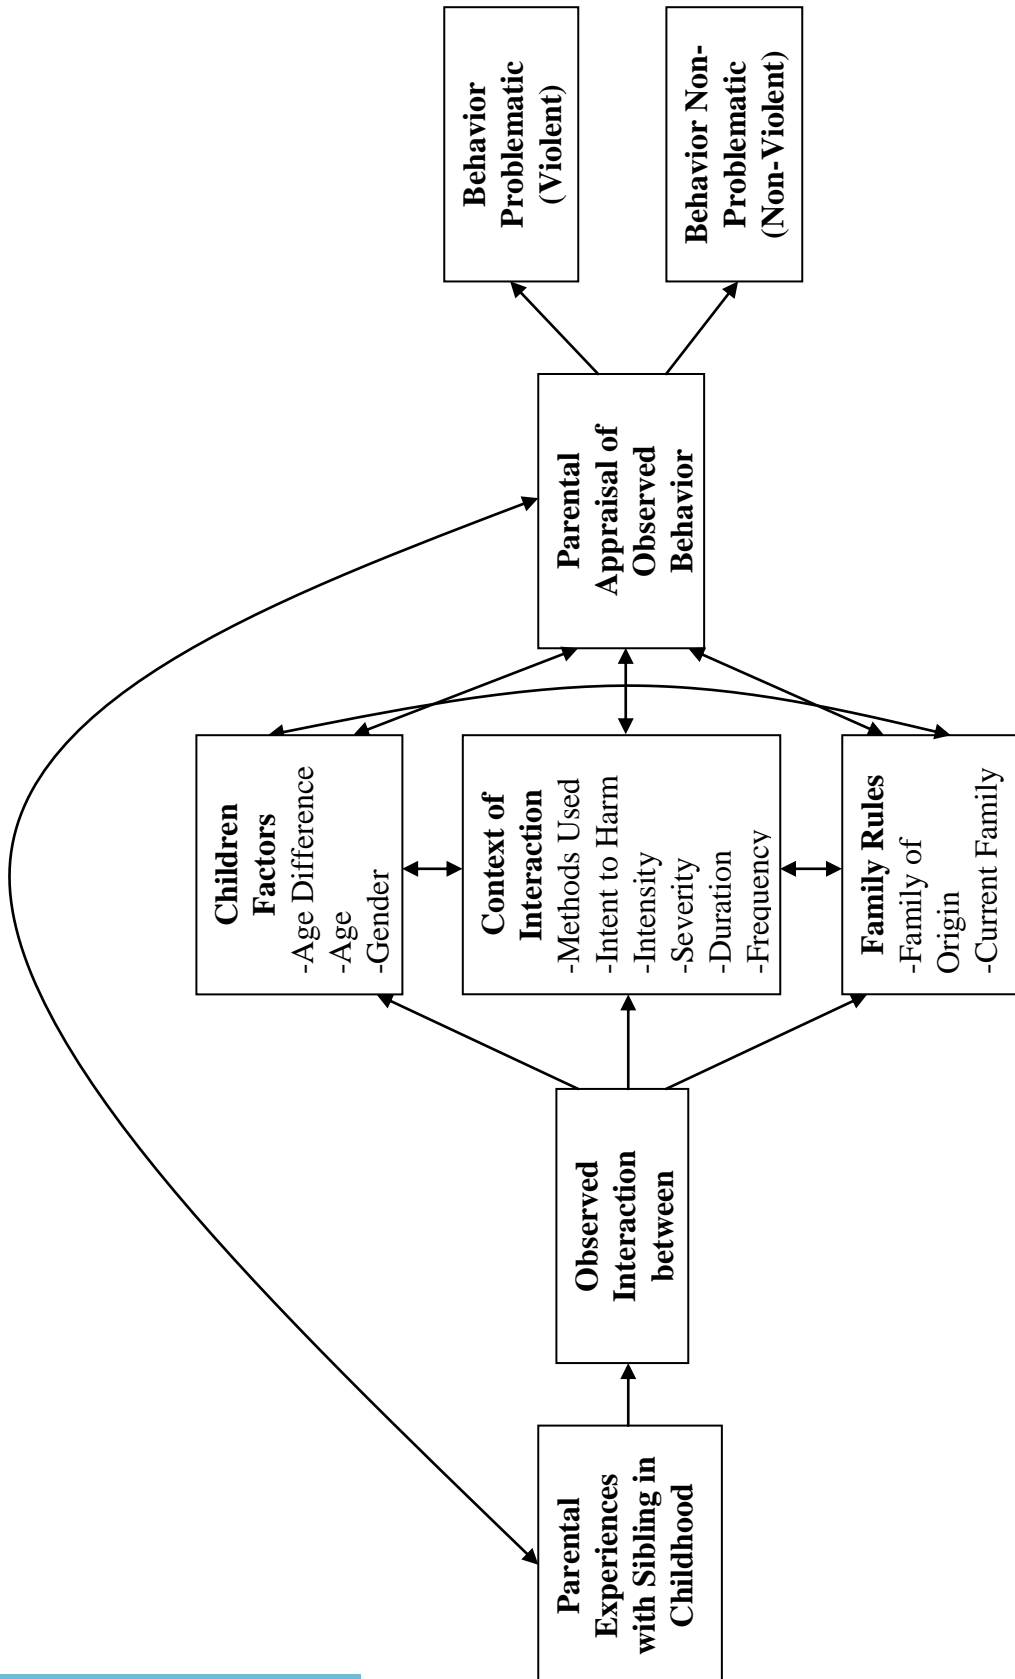 Parental
Experiences
with Sibling in
Childhood
Observed
Interaction
between
Children
Factors
-Age Difference
-Age
-Gender
Context of
Interaction
-Methods Used
-Intent to Harm
-Intensity
-Severity
-Duration
-Frequency
Family Rules
-Family of
Origin
-Current Family
Parental
Appraisal of
Observed
Behavior
Behavior
Problematic
(Violent)
Behavior Non-
Problematic
(Non-Violent)